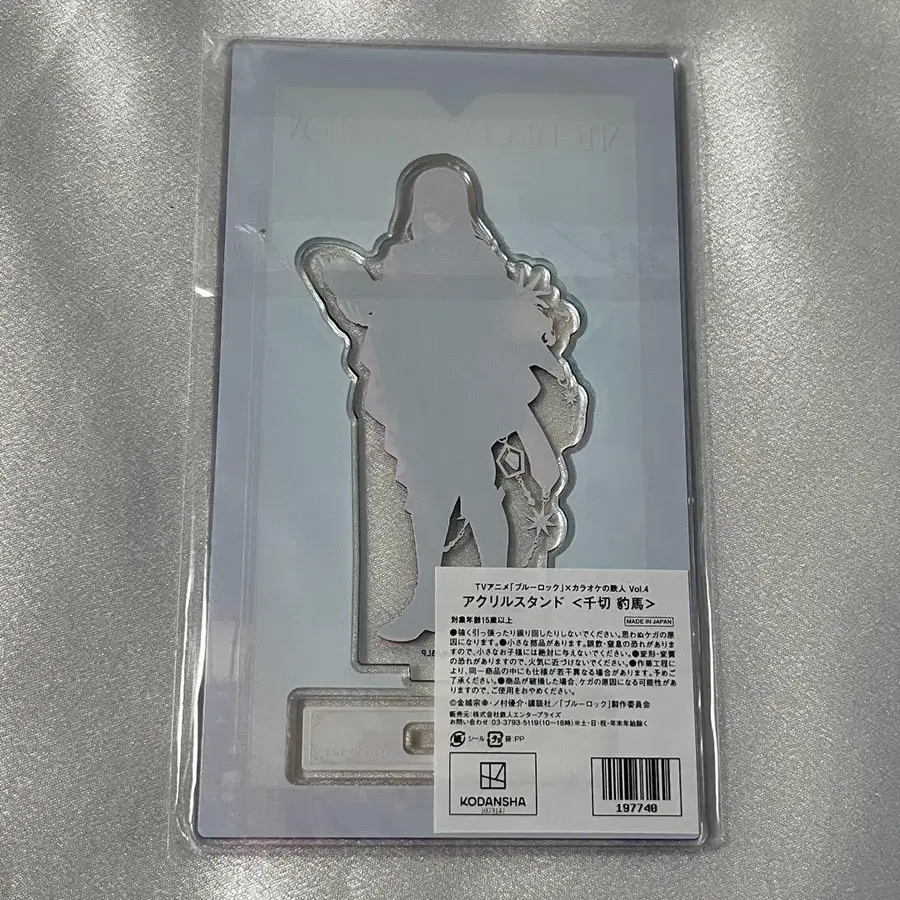 TVアニメ「ブルーロック」×カラオケの鉄人 Vol.4
アクリルスタンド <千切 豹馬>
対象年齢15歳以上
MADE IN JAPAN
●強く引っ張ったり振り回したりしないでください。思わぬケガの原
因になります。●小さな部品があります。誤飲・窒息の恐れがありま
すので、小さなお子様には絶対に与えないでください。●変形・変質
の恐れがありますので、火気に近づけないでください。●作業工程に
より、同一商品の中にも仕様が若干異なる場合があります。予めご
了承ください。●商品が破損した場合、ケガの原因になる可能性があ
りますので、ご使用をおやめください。
©金城宗幸・ノ村優介・講談社/「ブルーロック」製作委員会
販売元:株式会社鉄人エンタープライズ
お問い合わせ 03-3793-5119(10~18時)※土・日・祝・年末年始除く
紙 シール プラ 袋:PP
KODANSHA
1073147
197740